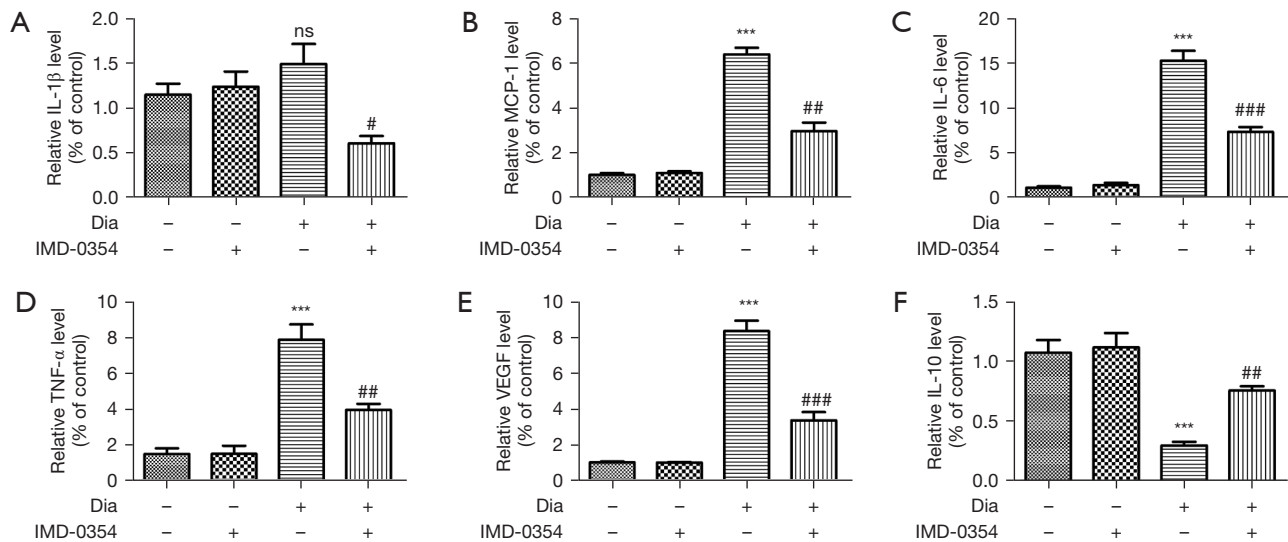 A
Relative IL-1β level
(% of control)
2.0
1.5
1.0
0.5
0.0
ns
#
Dia – – + +
IMD-0354 – + – +
B
Relative MCP-1 level
(% of control)
8
6
4
2
0
***
##
Dia – – + +
IMD-0354 – + – +
C
Relative IL-6 level
(% of control)
20
15
10
5
0
***
###
Dia – – + +
IMD-0354 – + – +
D
Relative TNF-α level
(% of control)
10
8
6
4
2
0
***
##
Dia – – + +
IMD-0354 – + – +
E
Relative VEGF level
(% of control)
10
8
6
4
2
0
***
###
Dia – – + +
IMD-0354 – + – +
F
Relative IL-10 level
(% of control)
1.5
1.0
0.5
0.0
***
##
Dia – – + +
IMD-0354 – + – +